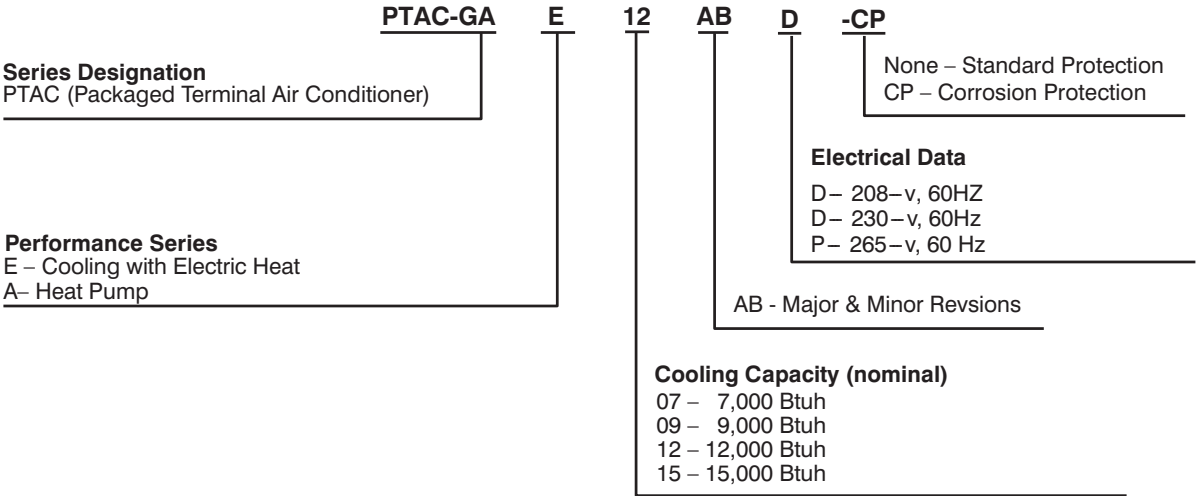 PTAC-GA E 12 AB D -CP
Series Designation
PTAC (Packaged Terminal Air Conditioner)
None – Standard Protection
CP – Corrosion Protection
Electrical Data
D– 208–v, 60HZ
D– 230–v, 60Hz
P– 265–v, 60 Hz
Performance Series
E – Cooling with Electric Heat
A– Heat Pump
AB - Major & Minor Revsions
Cooling Capacity (nominal)
07 – 7,000 Btuh
09 – 9,000 Btuh
12 – 12,000 Btuh
15 – 15,000 Btuh